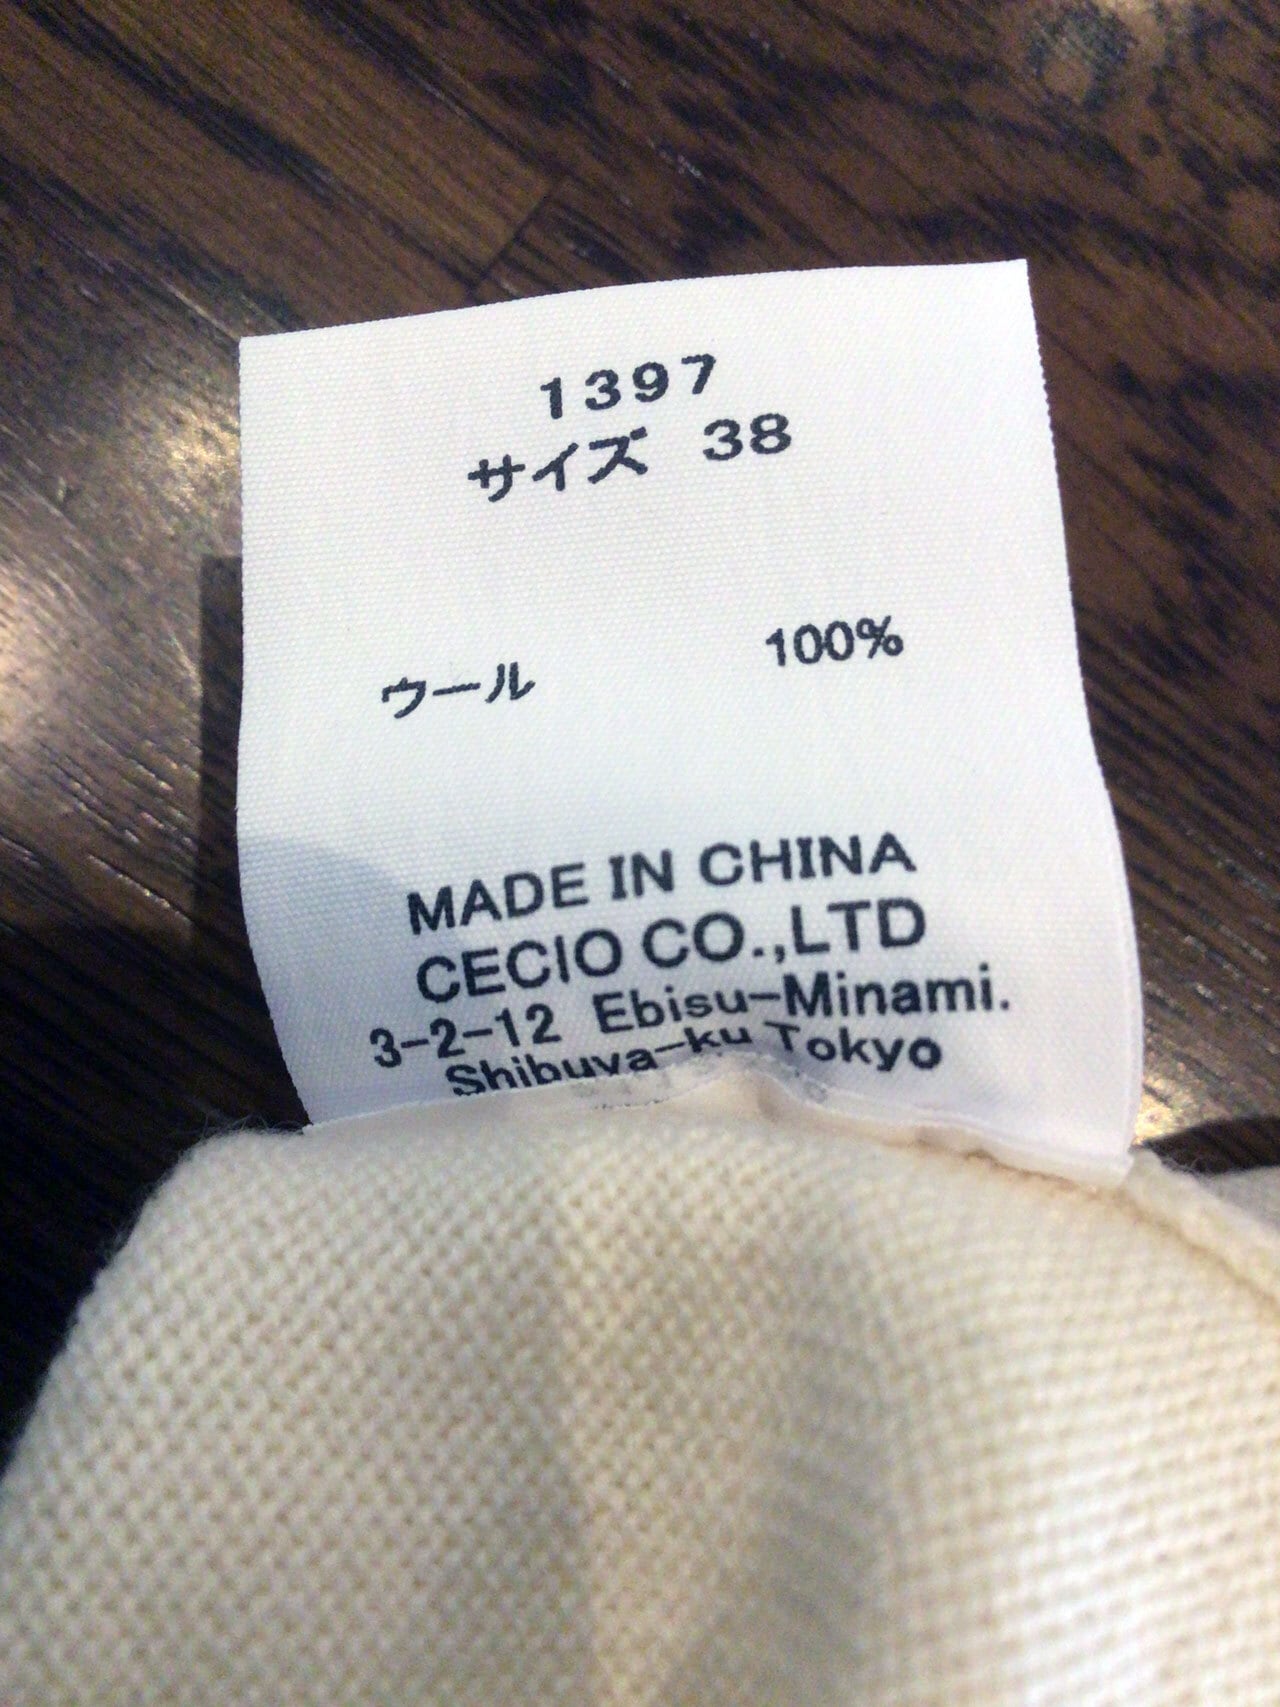 1397
サイズ 38
ウール 100%
MADE IN CHINA
CECIO CO.,LTD
3-2-12 Ebisu-Minami.
Shibuya-ku Tokyo